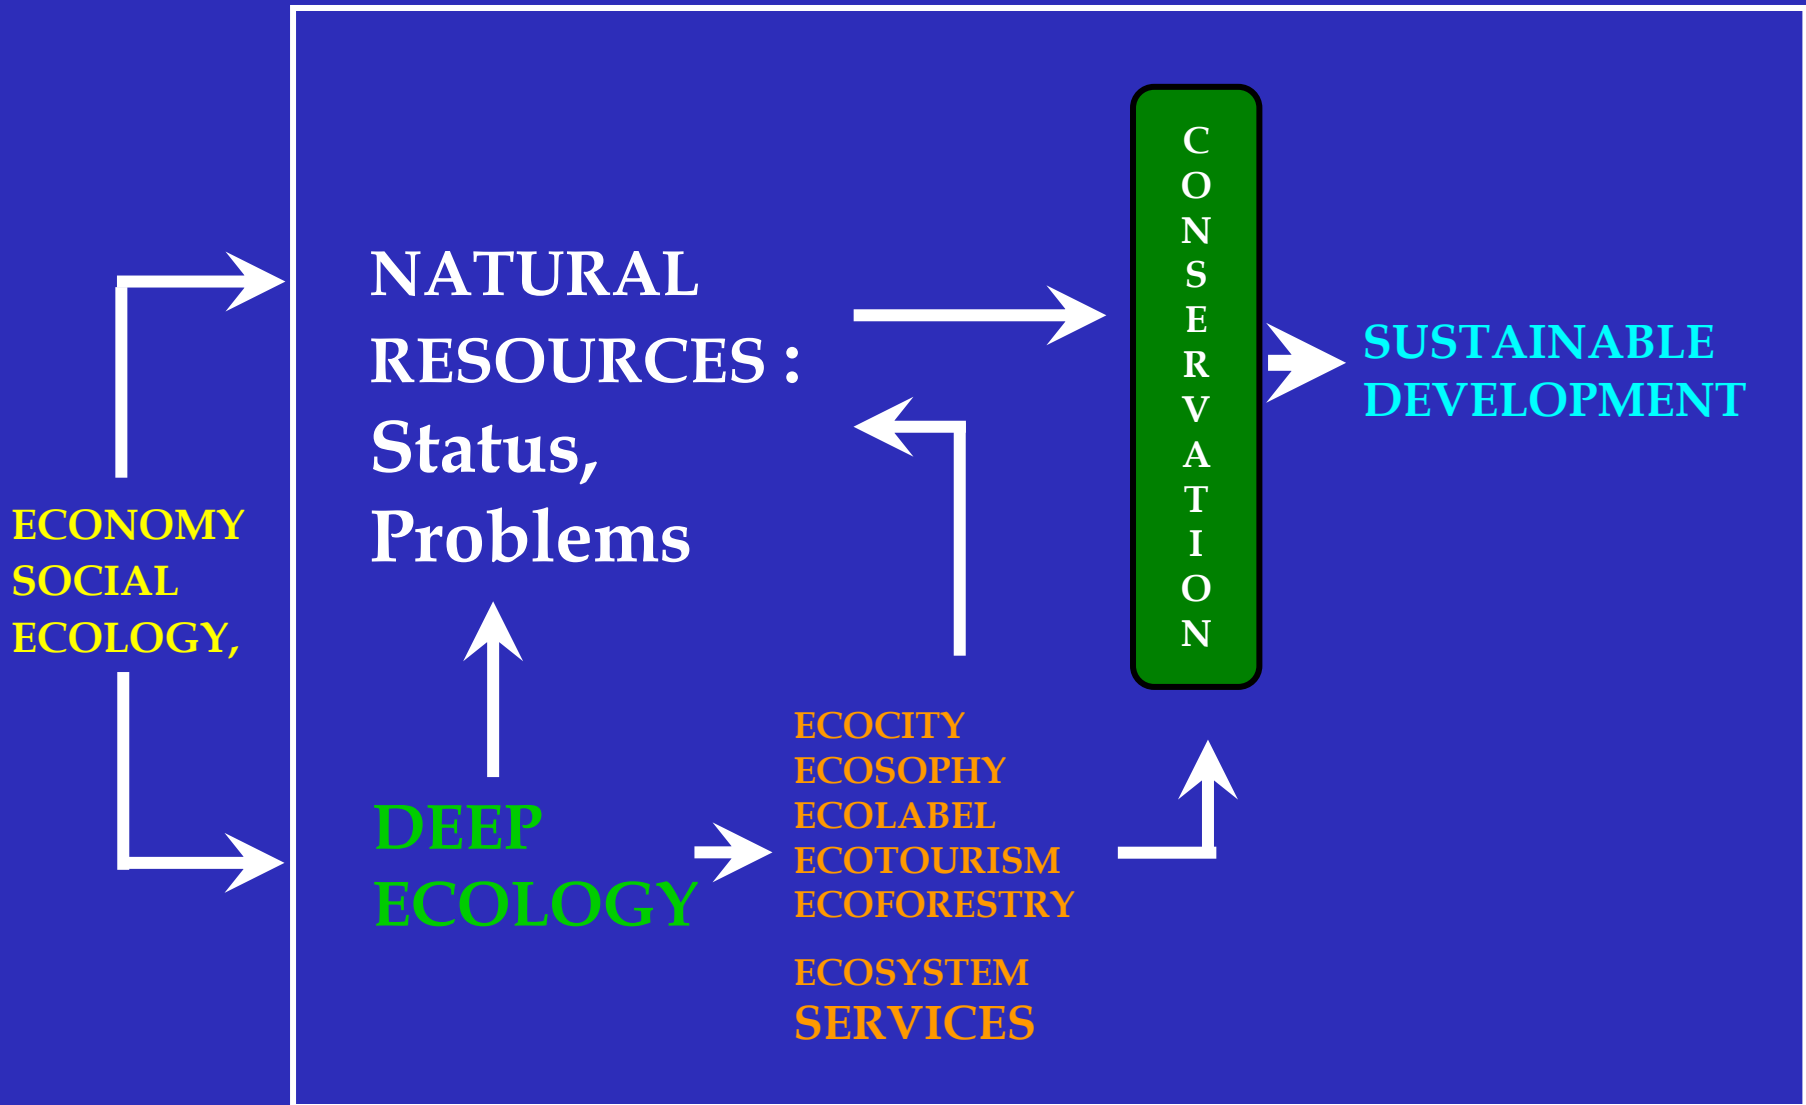 ECONOMY
SOCIAL
ECOLOGY,
NATURAL
RESOURCES :
Status,
Problems
DEEP
ECOLOGY
ECOCITY
ECOSOPHY
ECOLABEL
ECOTOURISM
ECOFORESTRY
ECOSYSTEM
SERVICES
C
O
N
S
E
R
V
A
T
I
O
N
SUSTAINABLE
DEVELOPMENT